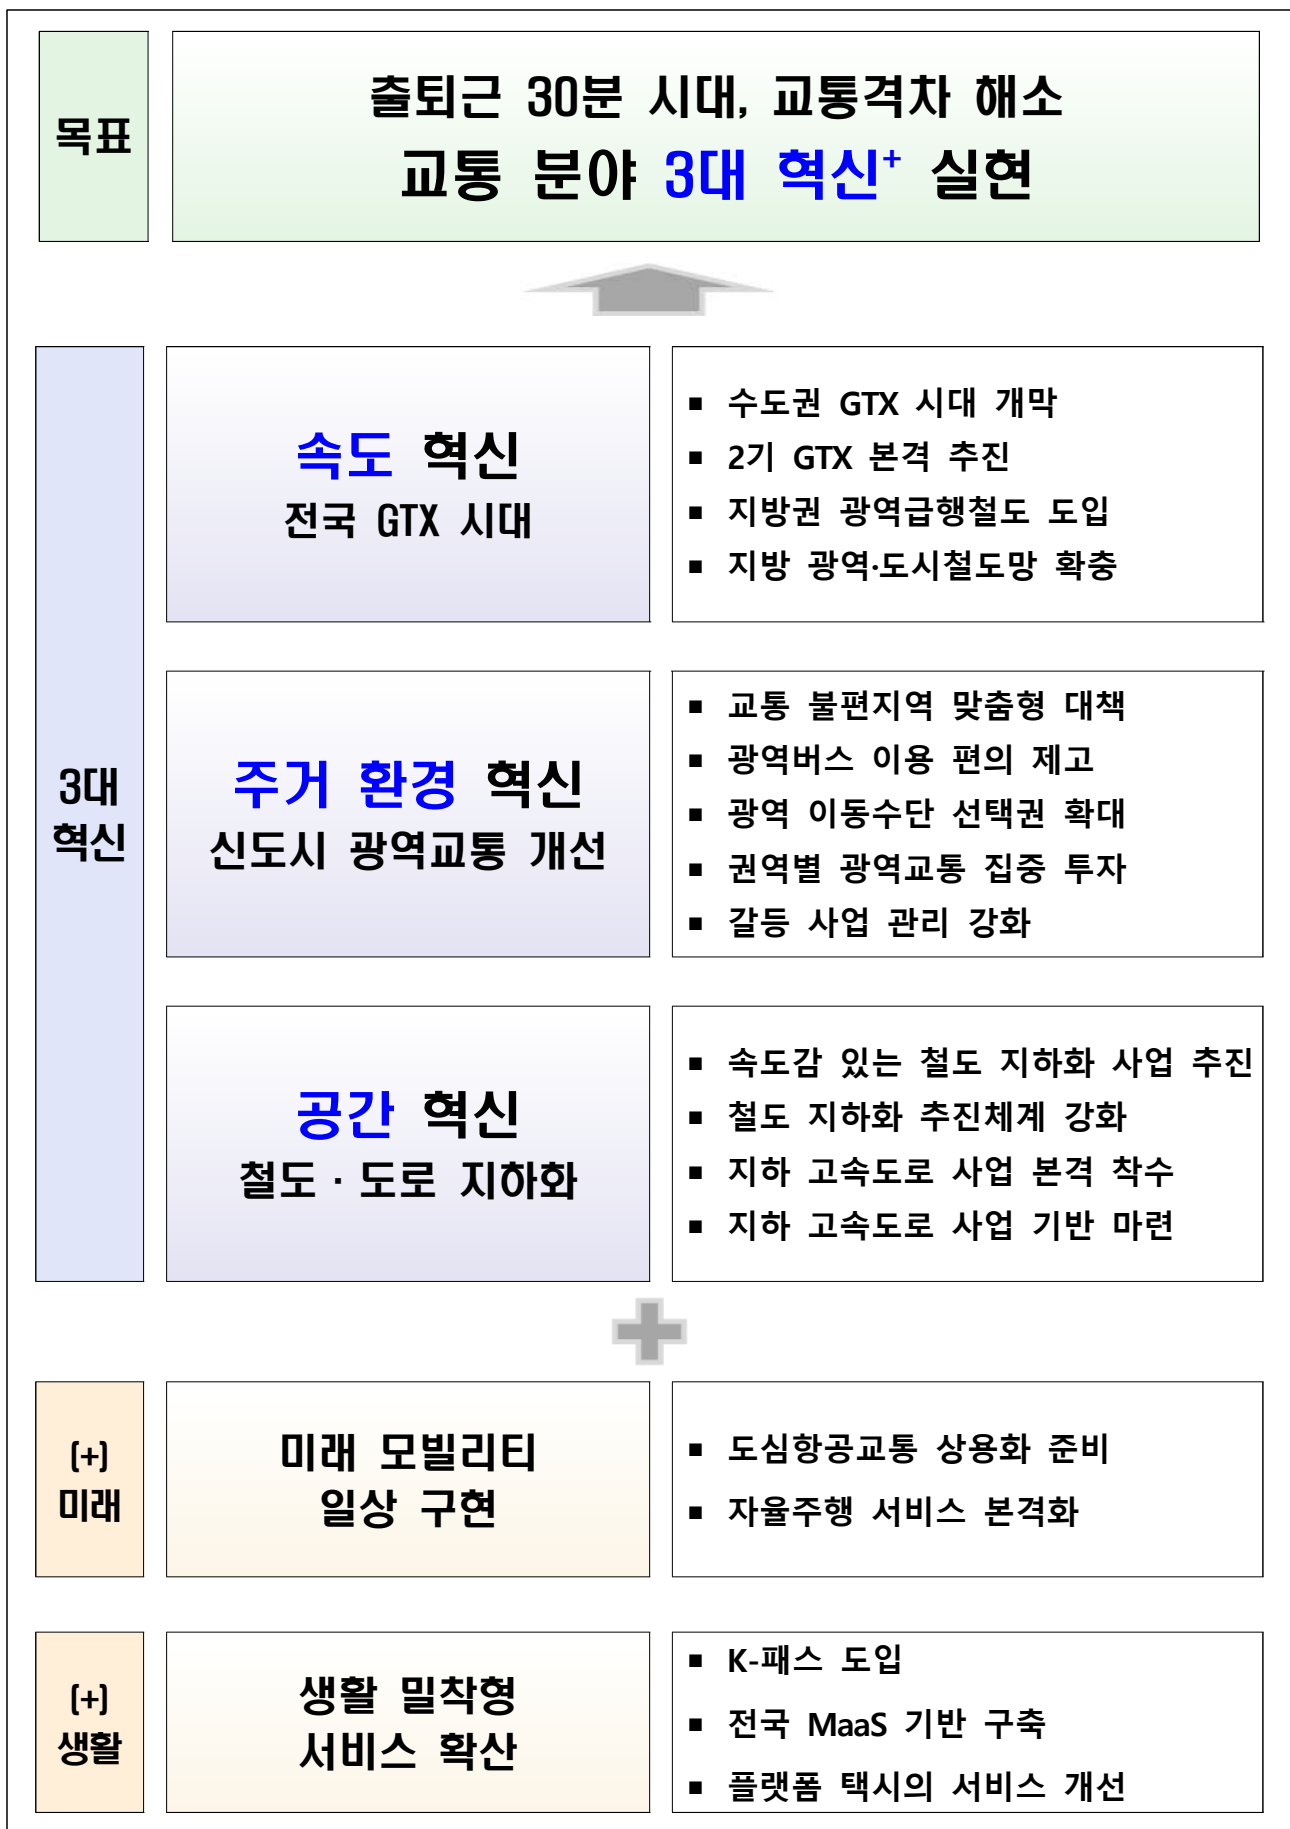 목표
출퇴근 30분 시대, 교통격차 해소
교통 분야 3대 혁신⁺ 실현
3대
혁신
속도 혁신
전국 GTX 시대
▪ 수도권 GTX 시대 개막
▪ 2기 GTX 본격 추진
▪ 지방권 광역급행철도 도입
▪ 지방 광역·도시철도망 확충
주거 환경 혁신
신도시 광역교통 개선
▪ 교통 불편지역 맞춤형 대책
▪ 광역버스 이용 편의 제고
▪ 광역 이동수단 선택권 확대
▪ 권역별 광역교통 집중 투자
▪ 갈등 사업 관리 강화
공간 혁신
철도·도로 지하화
▪ 속도감 있는 철도 지하화 사업 추진
▪ 철도 지하화 추진체계 강화
▪ 지하 고속도로 사업 본격 착수
▪ 지하 고속도로 사업 기반 마련
(+)
미래
미래 모빌리티
일상 구현
▪ 도심항공교통 상용화 준비
▪ 자율주행 서비스 본격화
(+)
생활
생활 밀착형
서비스 확산
▪ K-패스 도입
▪ 전국 MaaS 기반 구축
▪ 플랫폼 택시의 서비스 개선